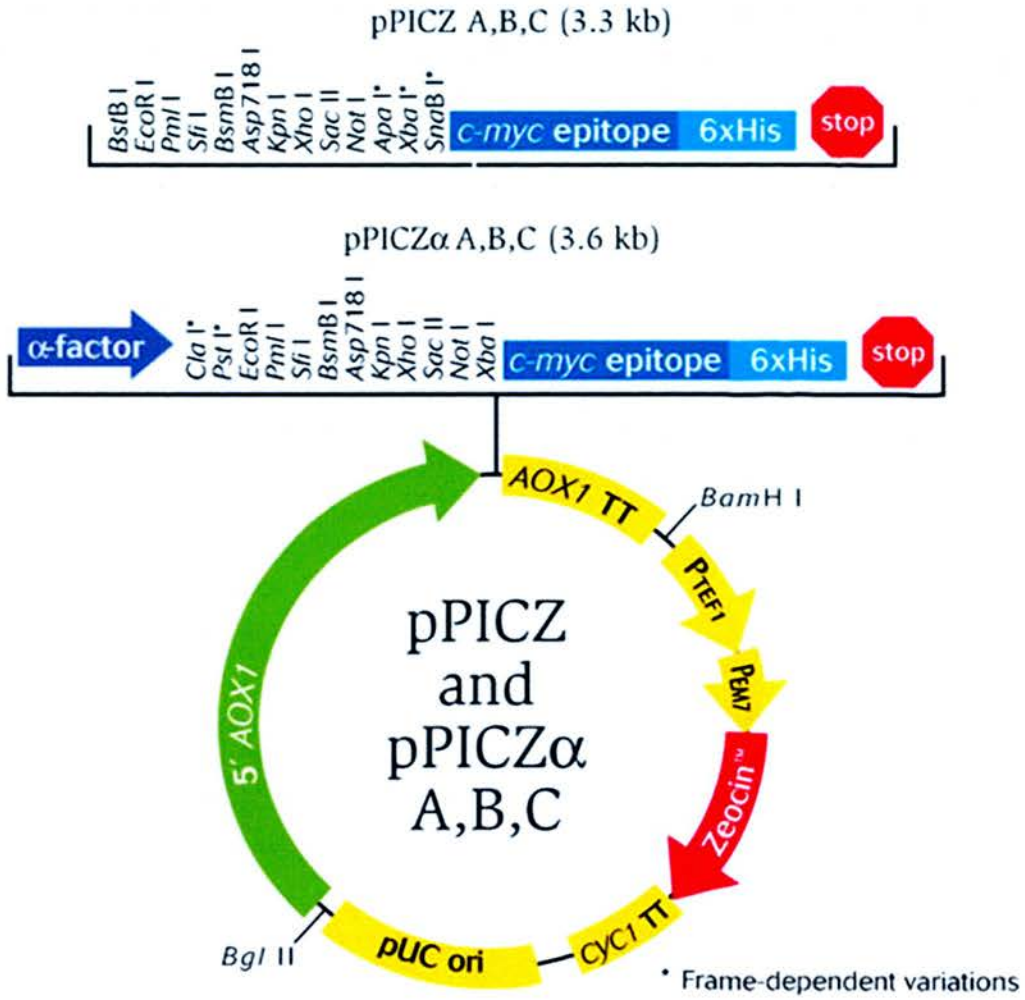 pPICZ A,B,C (3.3 kb)
BstB I
EcoR I
Pml I
Sfi I
BsmB I
Asp718 I
Kpn I
Xho I
Sac II
Not I
Apa I*
Xba I*
SnaB I*
c-myc epitope
6xHis
stop
pPICZα A,B,C (3.6 kb)
α-factor
Cla I*
Pst I*
EcoR I
Pml I
Sfi I
BsmB I
Asp718 I
Kpn I
Xho I
Sac II
Not I
Xba I
c-myc epitope
6xHis
stop
AOX1 TT
BamH I
PTEF1
PEM7
Zeocin™
CYC1 TT
pUC ori
Bgl II
5´ AOX1
pPICZ
and
pPICZα
A,B,C
* Frame-dependent variations